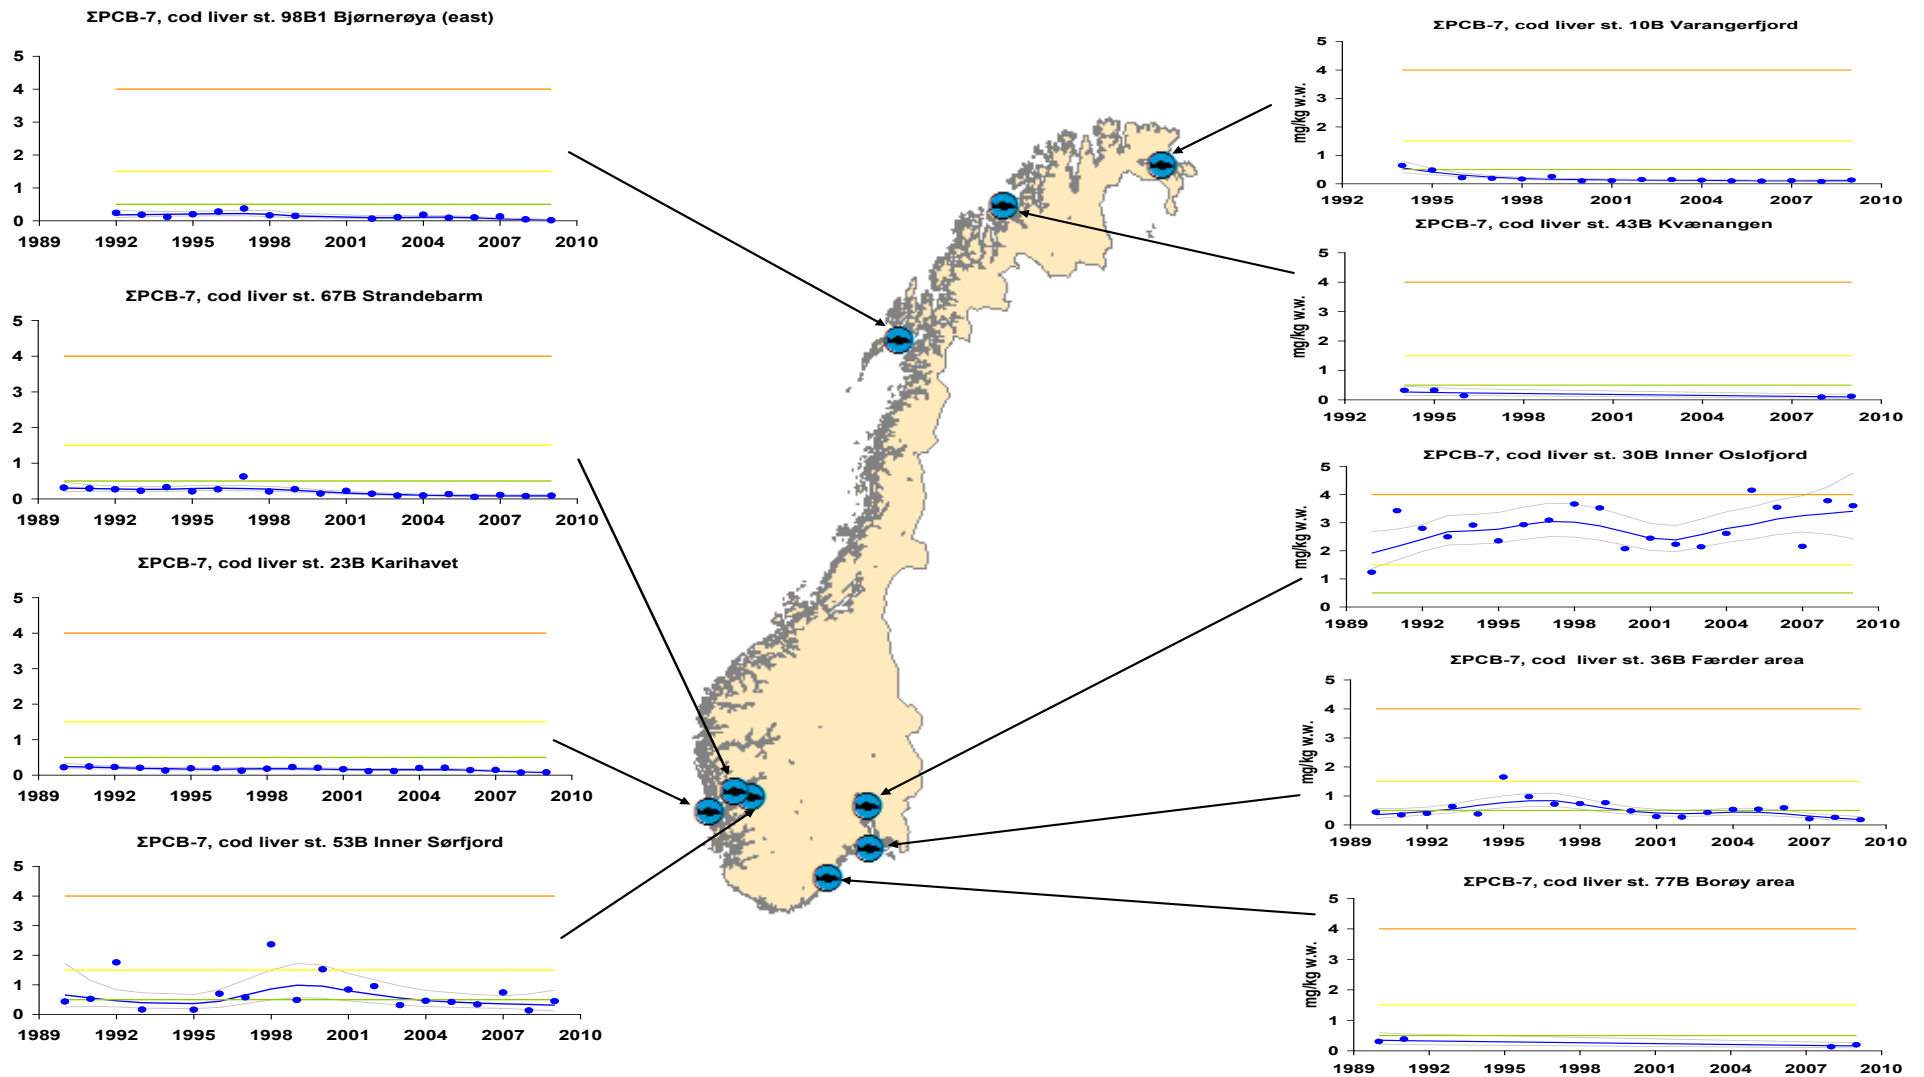 ΣPCB-7, cod liver st. 98B1 Bjørnerøya (east)
5
4
3
2
1
0
1989 1992 1995 1998 2001 2004 2007 2010
ΣPCB-7, cod liver st. 67B Strandebarm
5
4
3
2
1
0
1989 1992 1995 1998 2001 2004 2007 2010
ΣPCB-7, cod liver st. 23B Karihavet
5
4
3
2
1
0
1989 1992 1995 1998 2001 2004 2007 2010
ΣPCB-7, cod liver st. 53B Inner Sørfjord
5
4
3
2
1
0
1989 1992 1995 1998 2001 2004 2007 2010
ΣPCB-7, cod liver st. 10B Varangerfjord
mg/kg w.w.
5
4
3
2
1
0
1992 1995 1998 2001 2004 2007 2010
ΣPCB-7, cod liver st. 43B Kvænangen
mg/kg w.w.
5
4
3
2
1
0
1992 1995 1998 2001 2004 2007 2010
ΣPCB-7, cod liver st. 30B Inner Oslofjord
mg/kg w.w.
5
4
3
2
1
0
1989 1992 1995 1998 2001 2004 2007 2010
ΣPCB-7, cod liver st. 36B Færder area
mg/kg w.w.
5
4
3
2
1
0
1989 1992 1995 1998 2001 2004 2007 2010
ΣPCB-7, cod liver st. 77B Borøy area
mg/kg w.w.
5
4
3
2
1
0
1989 1992 1995 1998 2001 2004 2007 2010